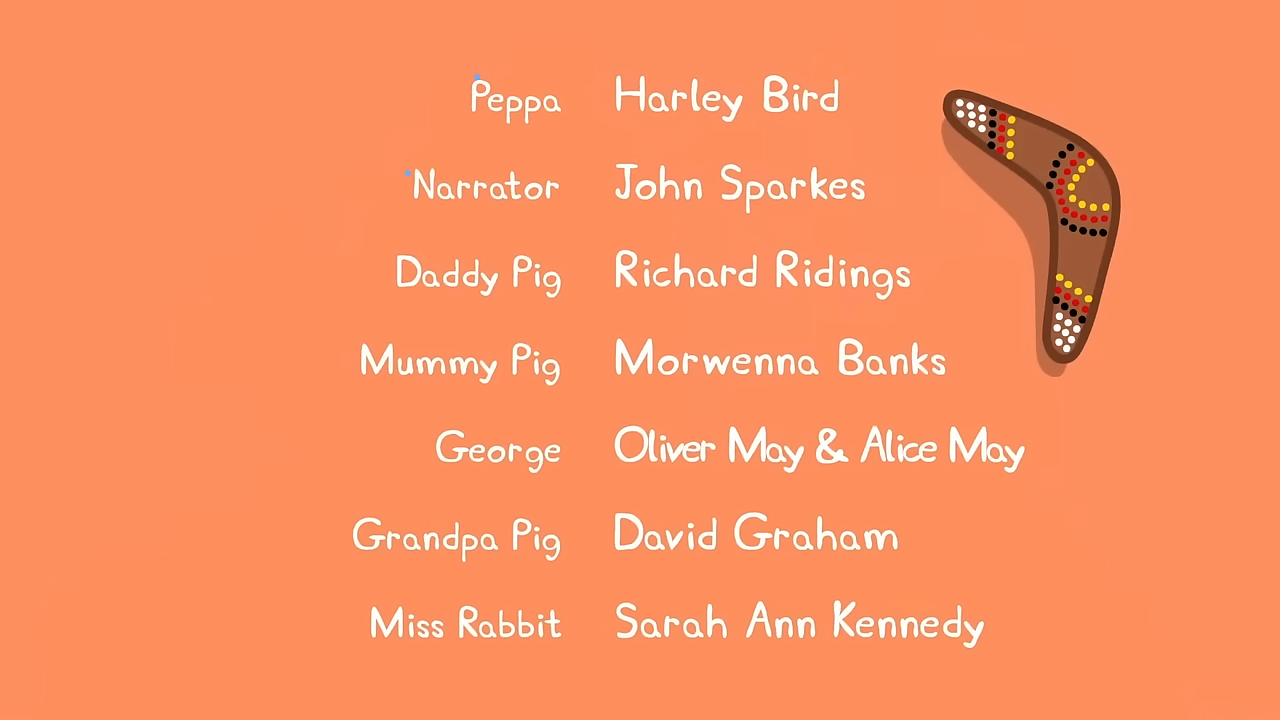 Peppa Harley Bird
Narrator John Sparkes
Daddy Pig Richard Ridings
Mummy Pig Morwenna Banks
George Oliver May & Alice May
Grandpa Pig David Graham
Miss Rabbit Sarah Ann Kennedy